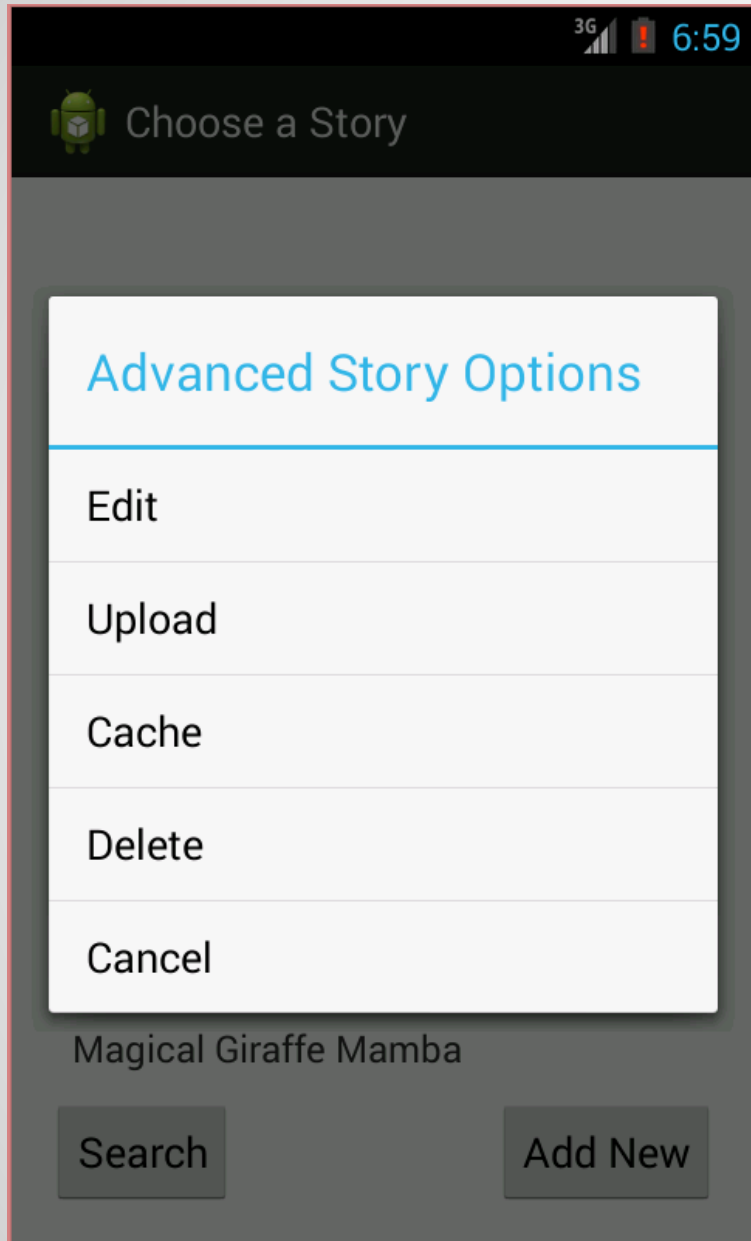 3G 6:59
Choose a Story
Advanced Story Options
Edit
Upload
Cache
Delete
Cancel
Magical Giraffe Mamba
Search Add New